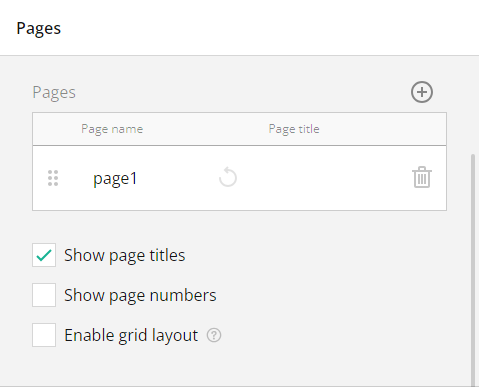 Pages
Pages
Page name Page title
page1
Show page titles
Show page numbers
Enable grid layout ?